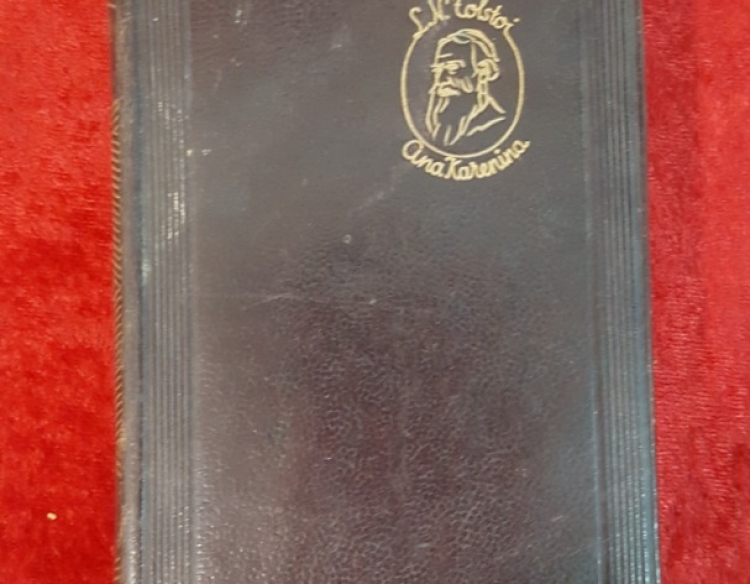 L. N. Tolstoi
Ana Karenina